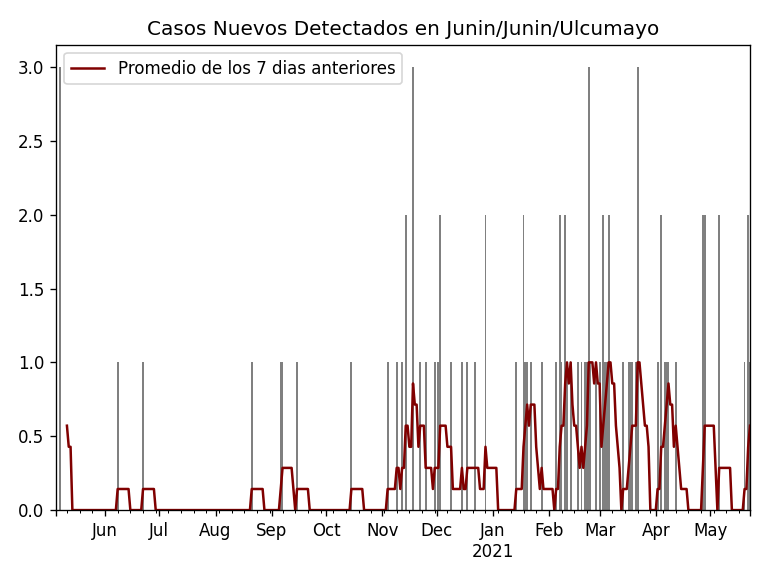 Casos Nuevos Detectados en Junin/Junin/Ulcumayo
Promedio de los 7 dias anteriores
3.0
2.5
2.0
1.5
1.0
0.5
0.0
Jun Jul Aug Sep Oct Nov Dec Jan Feb Mar Apr May
2021